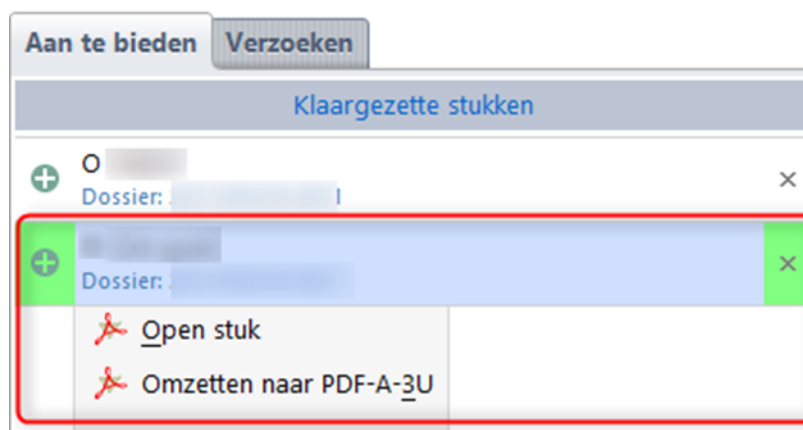 Aan te bieden
Verzoeken
Klaargezette stukken
O
Dossier:
Dossier:
Open stuk
Omzetten naar PDF-A-3U